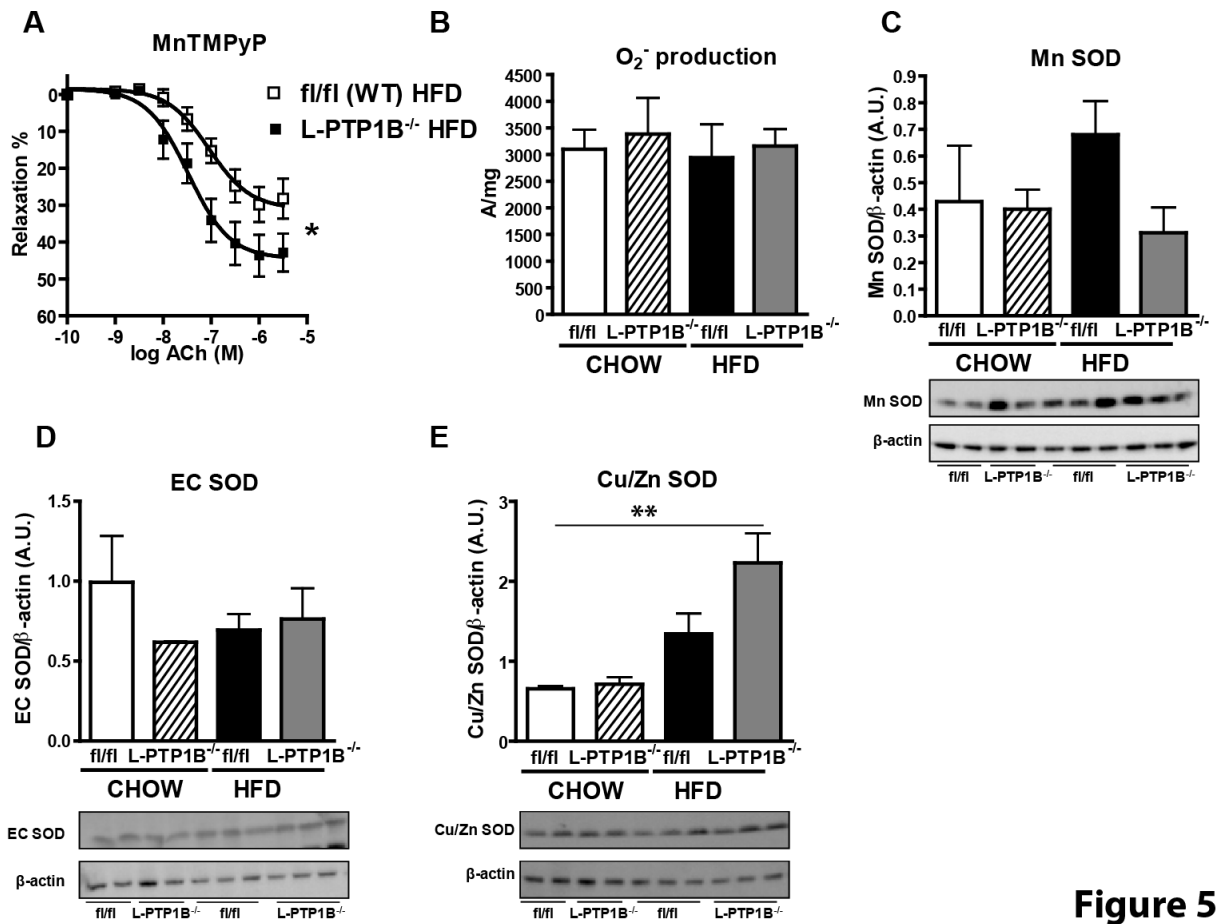 A
MnTMPyP
fl/fl (WT) HFD
L-PTP1B-/- HFD
0
10
20
30
40
50
60
Relaxation %
*
-10 -9 -8 -7 -6 -5
log ACh (M)
B
O2- production
4500
4000
3500
3000
2500
2000
1500
1000
500
0
A/mg
fl/fl L-PTP1B-/- fl/fl L-PTP1B-/-
CHOW HFD
C
Mn SOD
0.9
0.8
0.7
0.6
0.5
0.4
0.3
0.2
0.1
0.0
Mn SOD/β-actin (A.U.)
fl/fl L-PTP1B-/- fl/fl L-PTP1B-/-
CHOW HFD
Mn SOD
β-actin
fl/fl L-PTP1B-/- fl/fl L-PTP1B-/-
D
EC SOD
1.5
1.0
0.5
0.0
EC SOD/β-actin (A.U.)
fl/fl L-PTP1B-/- fl/fl L-PTP1B-/-
CHOW HFD
EC SOD
β-actin
fl/fl L-PTP1B-/- fl/fl L-PTP1B-/-
E
Cu/Zn SOD
**
3
2
1
0
Cu/Zn SOD/β-actin (A.U.)
fl/fl L-PTP1B-/- fl/fl L-PTP1B-/-
CHOW HFD
Cu/Zn SOD
β-actin
fl/fl L-PTP1B-/- fl/fl L-PTP1B-/-
Figure 5